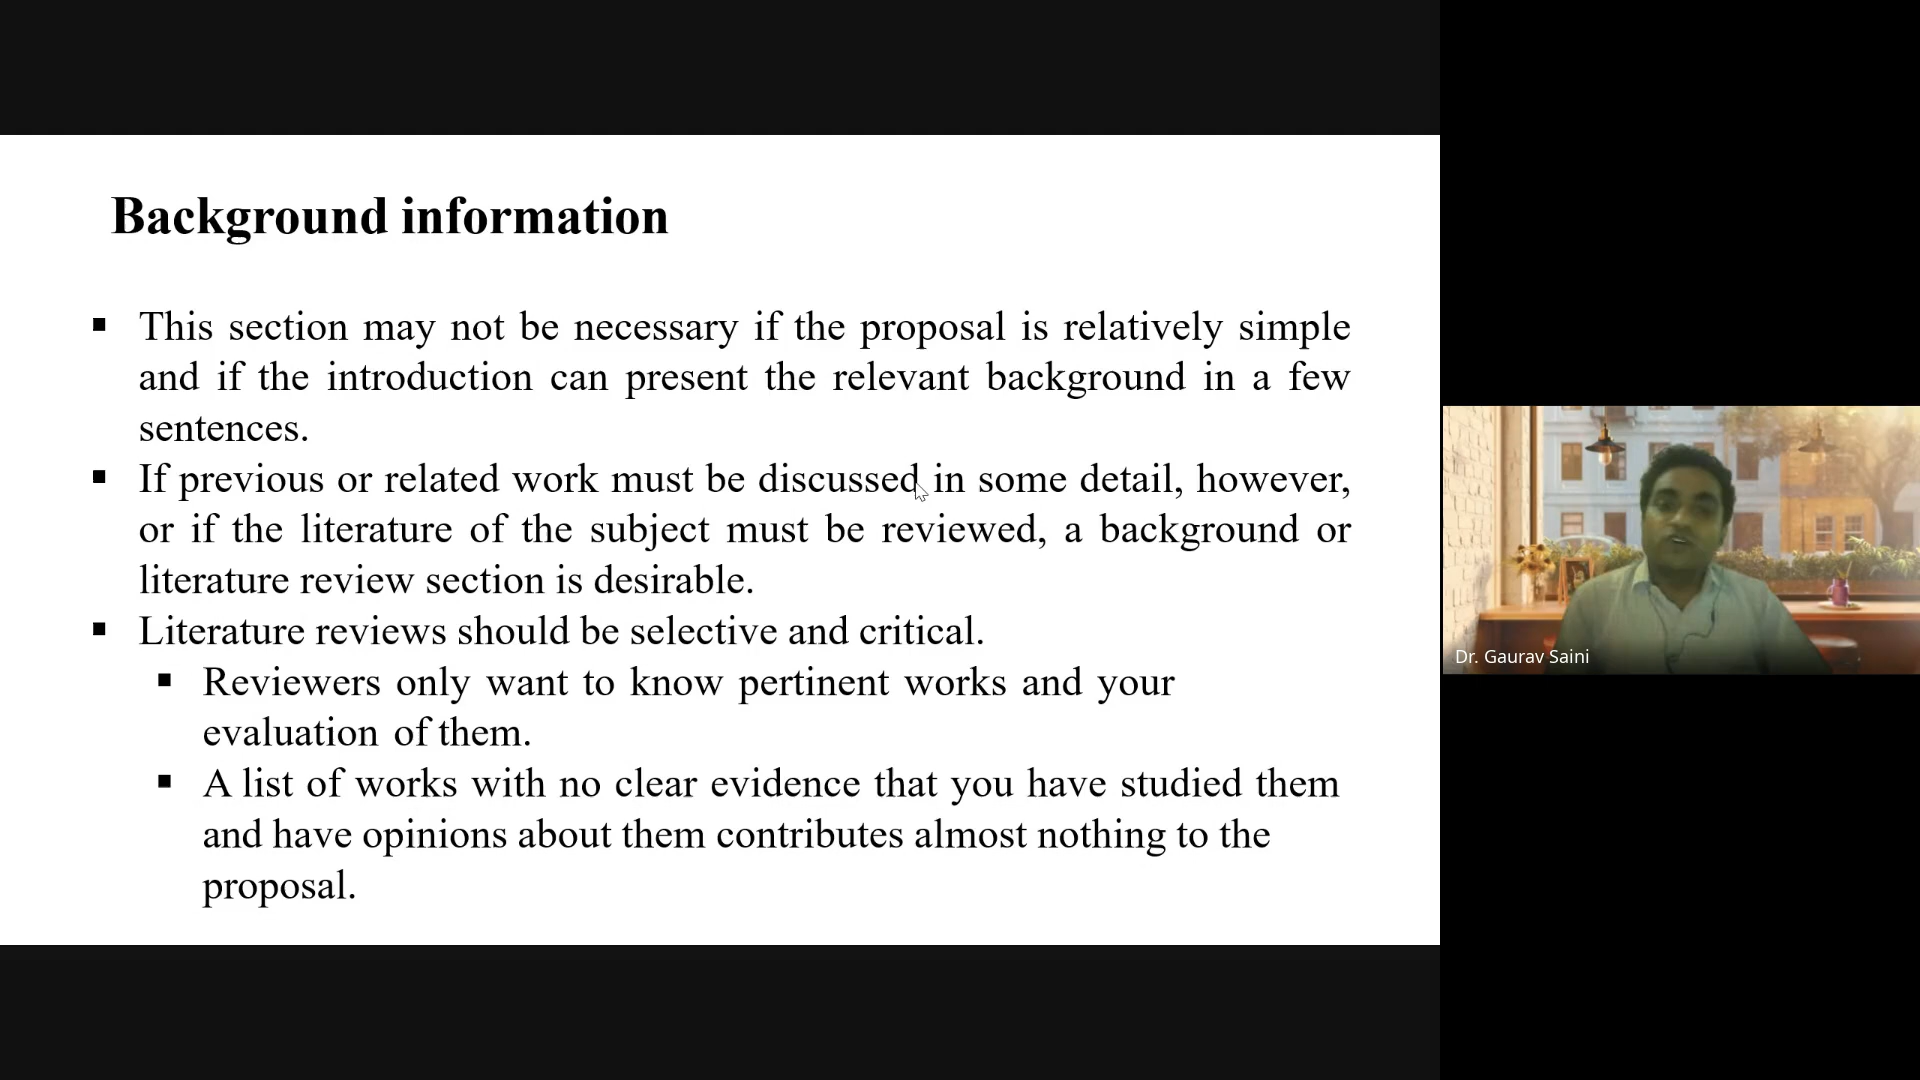 Background information
▪ This section may not be necessary if the proposal is relatively simple
and if the introduction can present the relevant background in a few
sentences.
▪ If previous or related work must be discussed in some detail, however,
or if the literature of the subject must be reviewed, a background or
literature review section is desirable.
▪ Literature reviews should be selective and critical.
▪ Reviewers only want to know pertinent works and your
evaluation of them.
▪ A list of works with no clear evidence that you have studied them
and have opinions about them contributes almost nothing to the
proposal.
Dr. Gaurav Saini